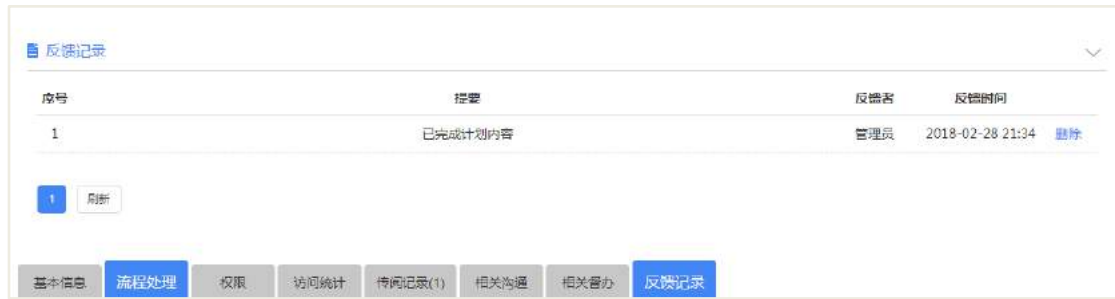 反馈记录
序号 提要 反馈者 反馈时间
1 已完成计划内容 管理员 2018-02-28 21:34 删除
1 刷新
基本信息 流程处理 权限 访问统计 传阅记录(1) 相关沟通 相关督办 反馈记录